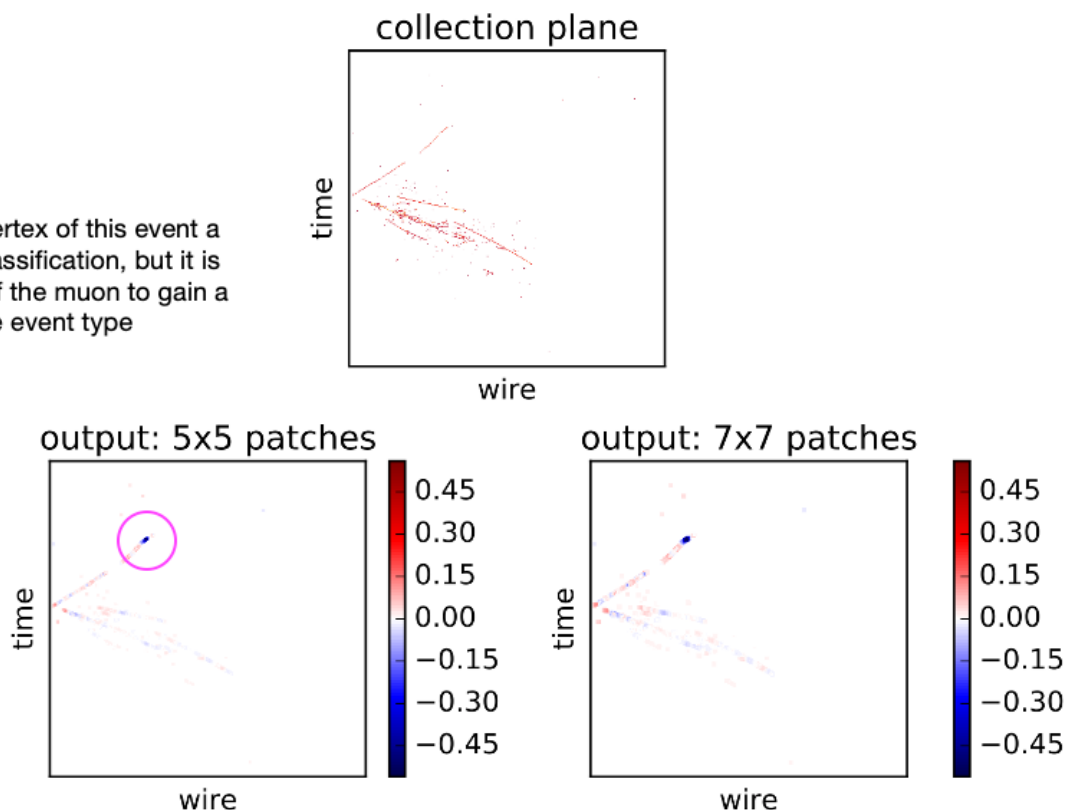 collection plane
time
wire
ertex of this event a
assification, but it is
f the muon to gain a
e event type
output: 5x5 patches
time
wire
0.45
0.30
0.15
0.00
−0.15
−0.30
−0.45
output: 7x7 patches
time
wire
0.45
0.30
0.15
0.00
−0.15
−0.30
−0.45